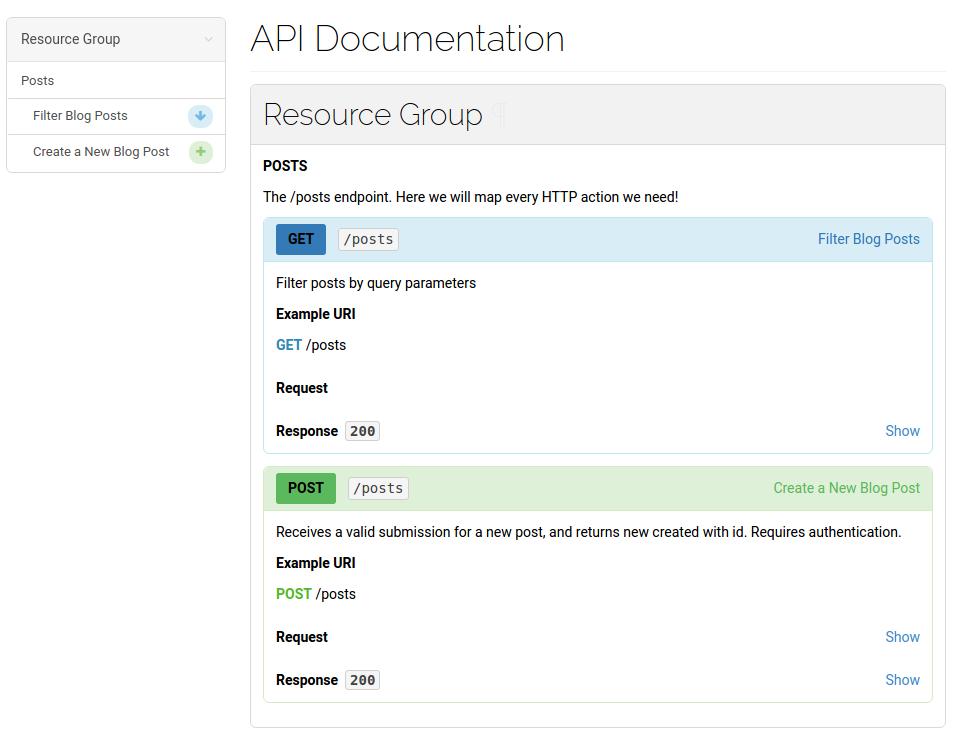 Resource Group
Posts
Filter Blog Posts
Create a New Blog Post
API Documentation
Resource Group ¶
POSTS
The /posts endpoint. Here we will map every HTTP action we need!
GET /posts Filter Blog Posts
Filter posts by query parameters
Example URI
GET /posts
Request
Response 200 Show
POST /posts Create a New Blog Post
Receives a valid submission for a new post, and returns new created with id. Requires authentication.
Example URI
POST /posts
Request Show
Response 200 Show